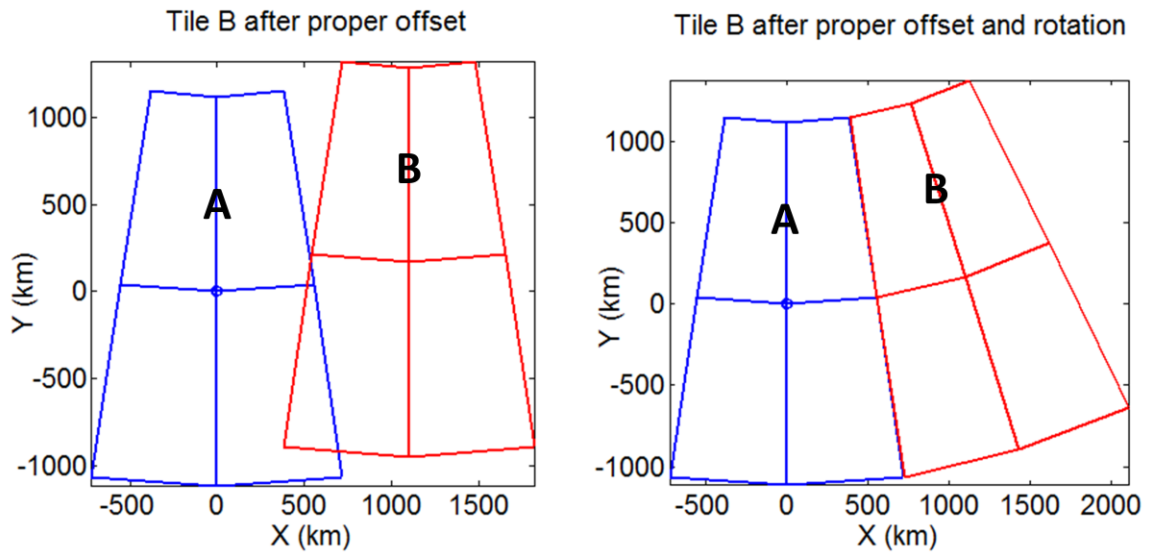 Tile B after proper offset
1000
500
0
-500
-1000
Y (km)
A
B
-500 0 500 1000 1500
X (km)
Tile B after proper offset and rotation
1000
500
0
-500
-1000
Y (km)
A
B
-500 0 500 1000 1500 2000
X (km)